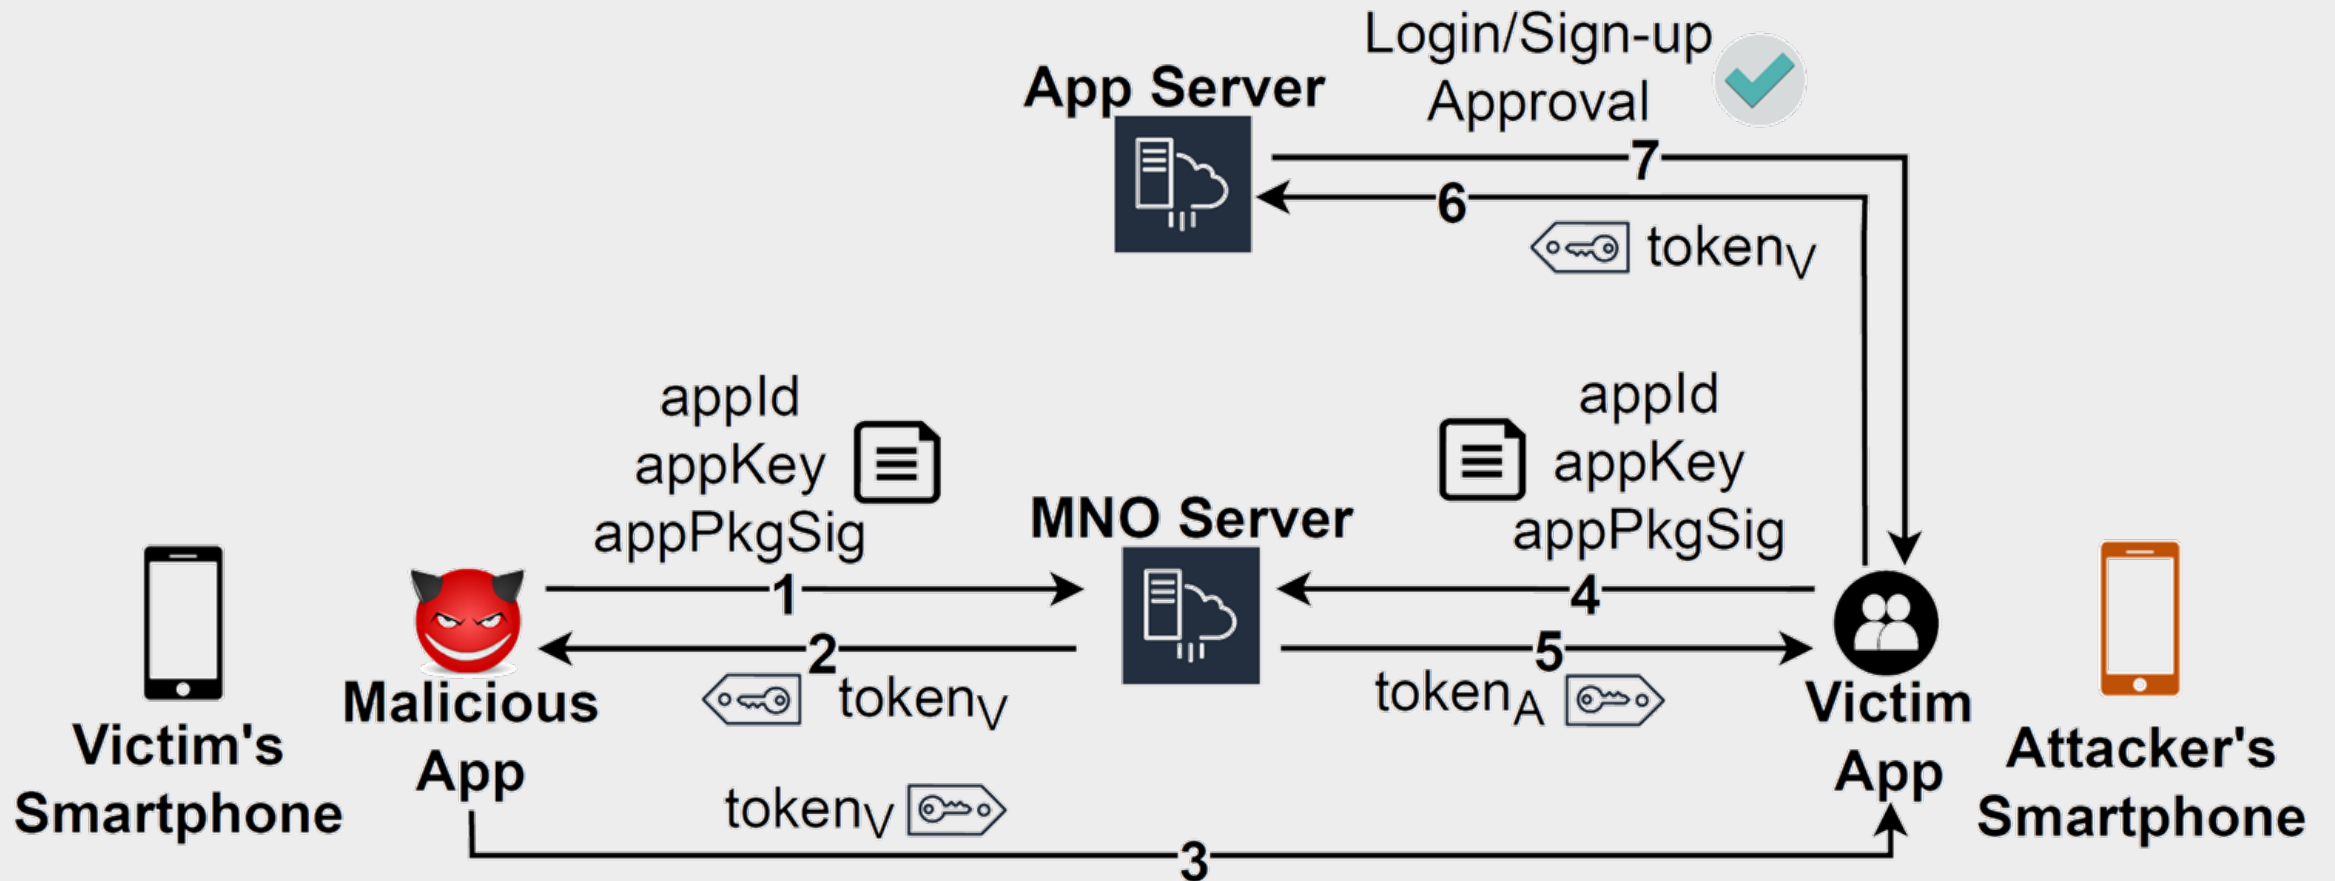 Login/Sign-up
Approval
App Server
7
6
tokenV
appId
appKey
appPkgSig
appId
appKey
appPkgSig
MNO Server
1
4
2
5
tokenV
tokenA
Malicious
App
Victim
App
Victim's
Smartphone
Attacker's
Smartphone
tokenV
3